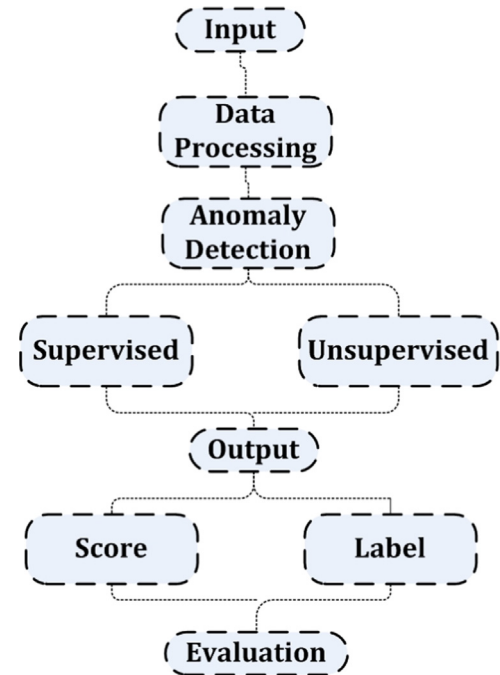 Input
Data
Processing
Anomaly
Detection
Supervised
Unsupervised
Output
Score
Label
Evaluation